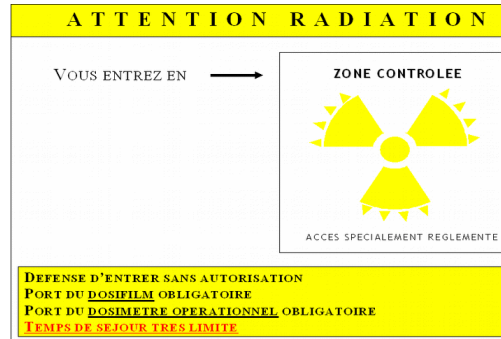 ATTENTION RADIATION
VOUS ENTREZ EN
ZONE CONTROLEE
ACCES SPECIALEMENT REGLEMENTE
DEFENSE D'ENTRER SANS AUTORISATION
PORT DU DOSIFILM OBLIGATOIRE
PORT DU DOSIMETRE OPERATIONNEL OBLIGATOIRE
TEMPS DE SEJOUR TRES LIMITE